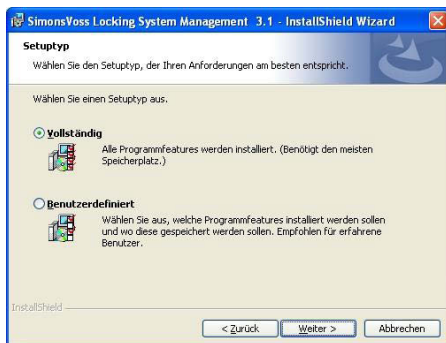 SimonsVoss Locking System Management 3.1 - InstallShield Wizard
Setuptyp
Wählen Sie den Setuptyp, der Ihren Anforderungen am besten entspricht.
Wählen Sie einen Setuptyp aus.
Vollständig
Alle Programmfeatures werden installiert. (Benötigt den meisten
Speicherplatz.)
Benutzerdefiniert
Wählen Sie aus, welche Programmfeatures installiert werden sollen
und wo diese gespeichert werden sollen. Empfohlen für erfahrene
Benutzer.
InstallShield
< Zurück Weiter > Abbrechen